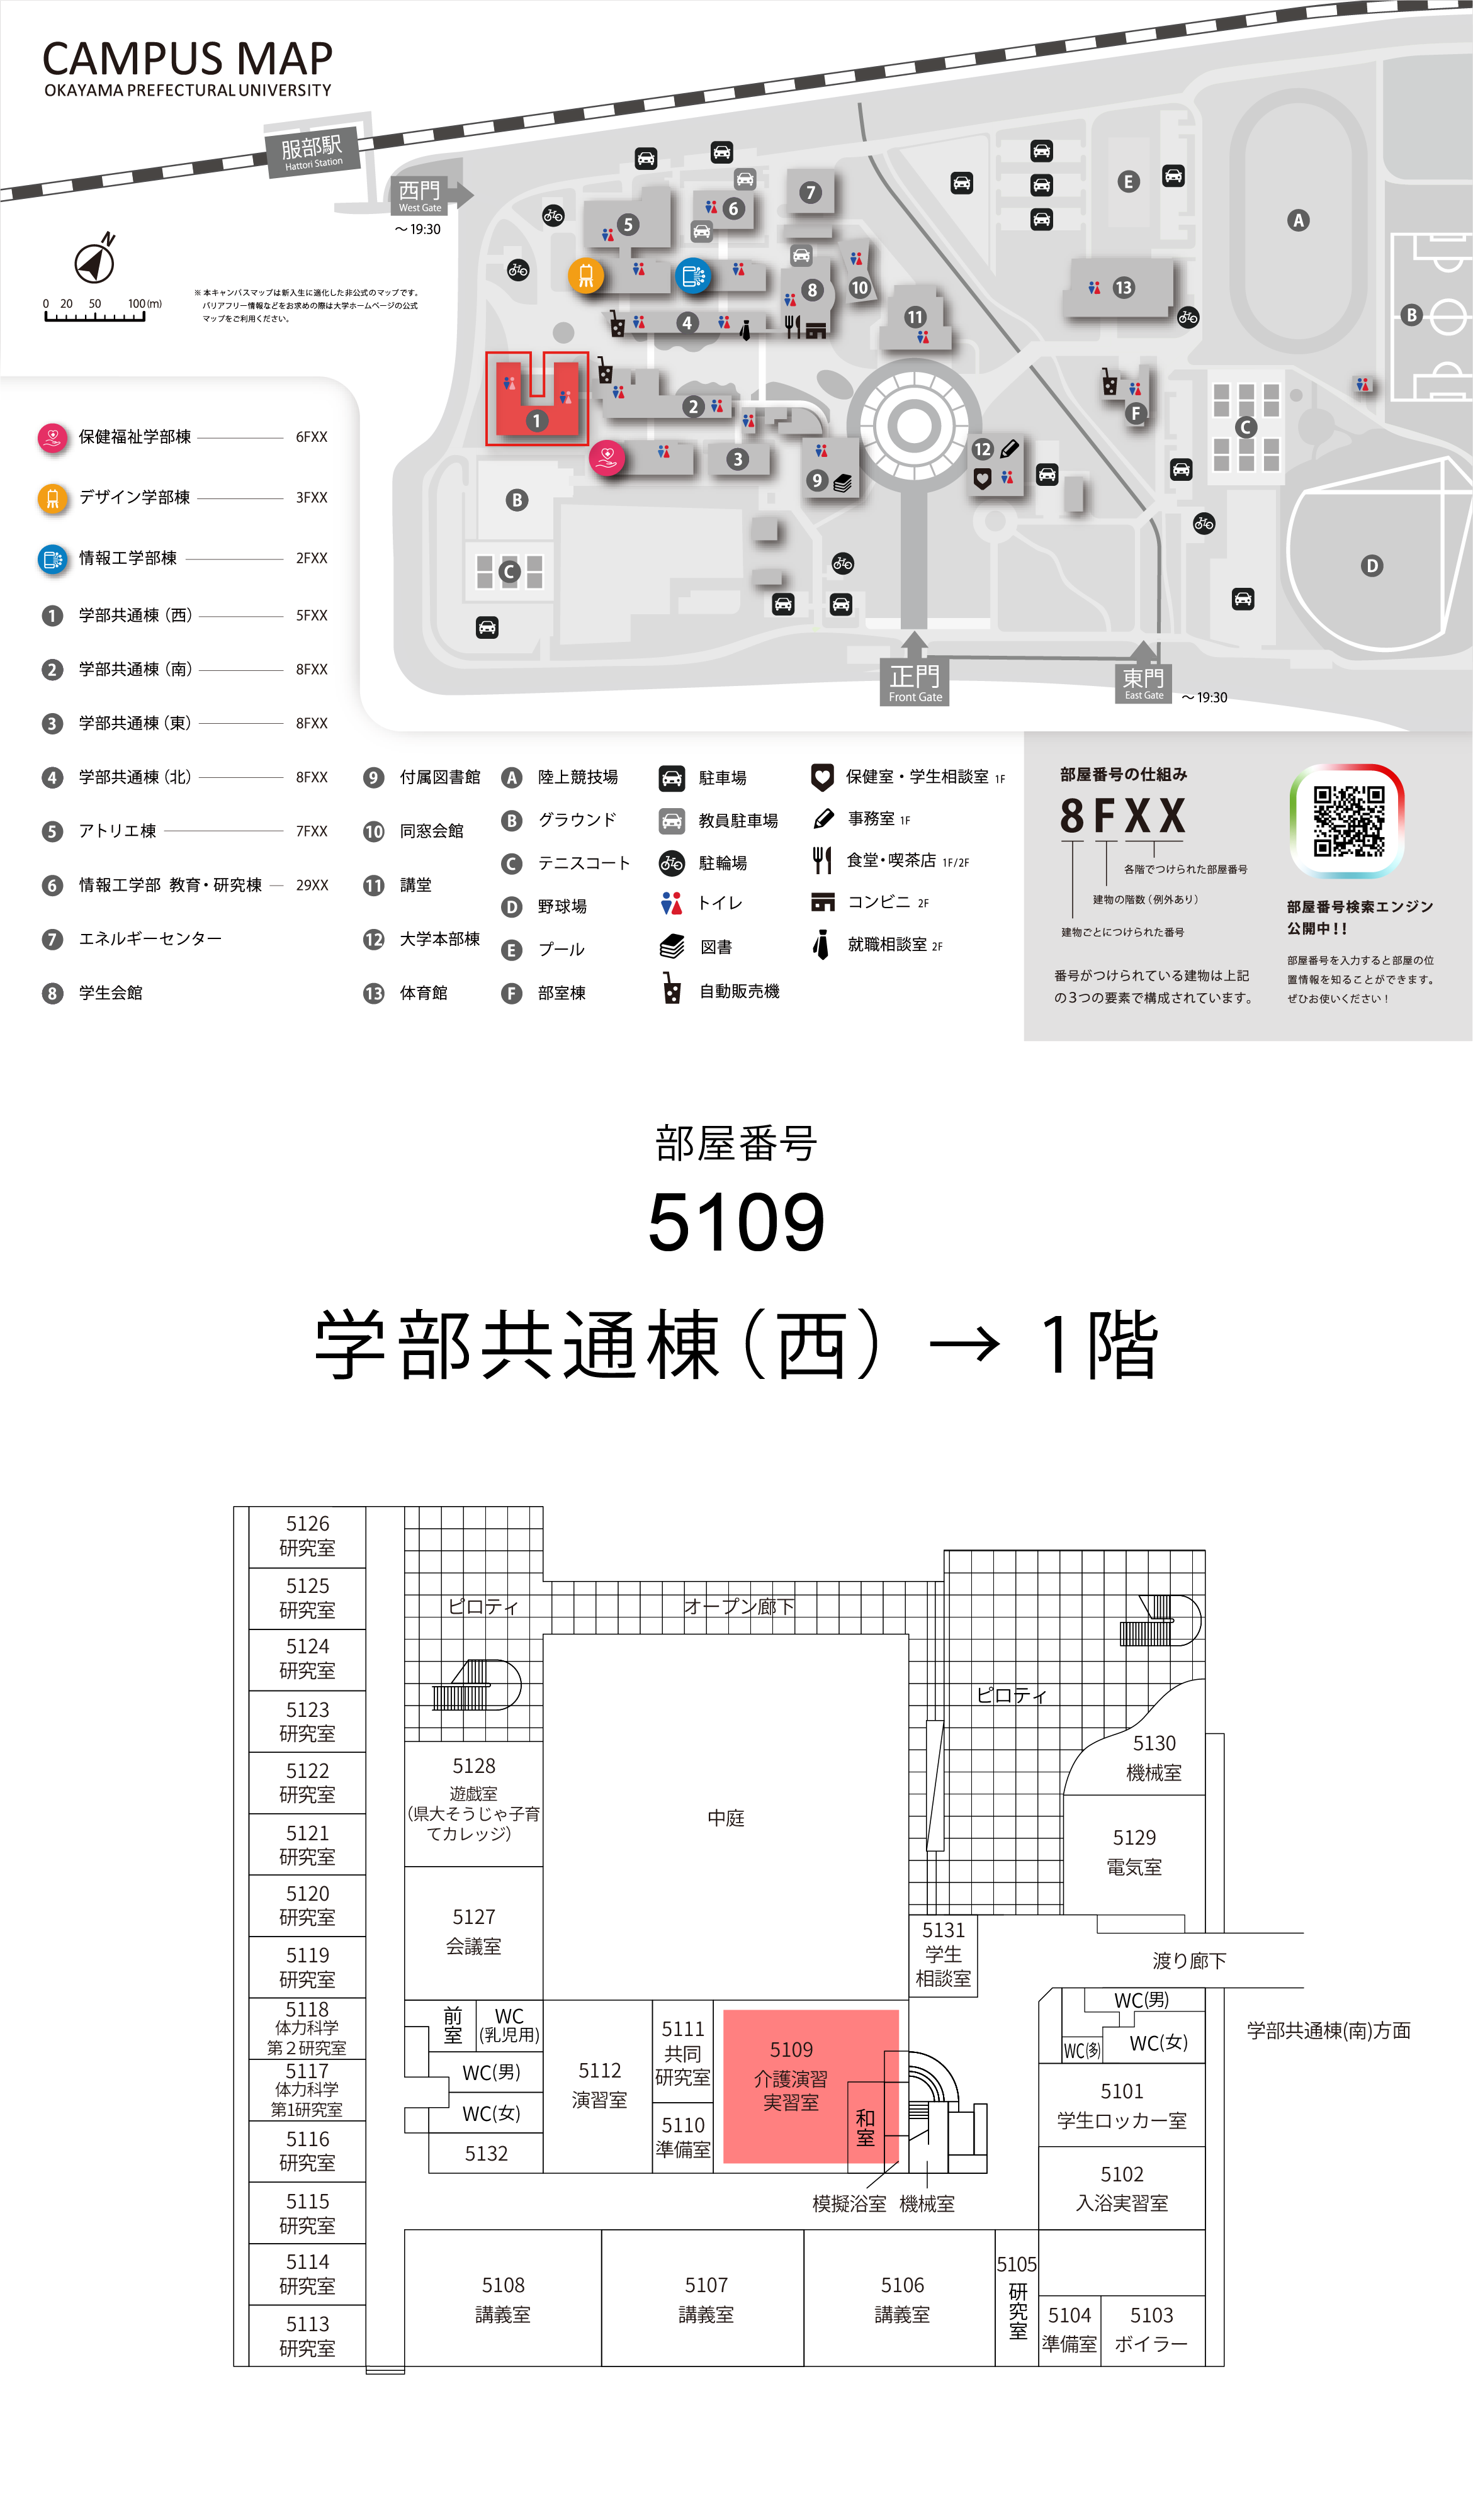 CAMPUS MAP
OKAYAMA PREFECTURAL UNIVERSITY
服部駅
Hattori Station
西門
West Gate
～19:30
N
0 20 50 100(m)
※ 本キャンパスマップは新入生に適化した非公式のマップです。
バリアフリー情報などをお求めの際は大学ホームページの公式
マップをご利用ください。
5
6
7
8
10
4
11
13
E
A
B
1
2
3
9
12
F
C
B
C
D
正門
Front Gate
東門
East Gate
～19:30
保健福祉学部棟 6FXX
デザイン学部棟 3FXX
情報工学部棟 2FXX
1 学部共通棟（西） 5FXX
2 学部共通棟（南） 8FXX
3 学部共通棟（東） 8FXX
4 学部共通棟（北） 8FXX
5 アトリエ棟 7FXX
6 情報工学部 教育・研究棟 29XX
7 エネルギーセンター
8 学生会館
9 付属図書館
10 同窓会館
11 講堂
12 大学本部棟
13 体育館
A 陸上競技場
B グラウンド
C テニスコート
D 野球場
E プール
F 部室棟
駐車場
教員駐車場
駐輪場
トイレ
図書
自動販売機
保健室・学生相談室 1F
事務室 1F
食堂・喫茶店 1F/2F
コンビニ 2F
就職相談室 2F
部屋番号の仕組み
8FXX
各階でつけられた部屋番号
建物の階数（例外あり）
建物ごとにつけられた番号
番号がつけられている建物は上記
の３つの要素で構成されています。
部屋番号検索エンジン
公開中！！
部屋番号を入力すると部屋の位
置情報を知ることができます。
ぜひお使いください！
部屋番号
5109
学部共通棟（西）→ 1階
5126
研究室
5125
研究室
5124
研究室
5123
研究室
5122
研究室
5121
研究室
5120
研究室
5119
研究室
5118
体力科学
第２研究室
5117
体力科学
第1研究室
5116
研究室
5115
研究室
5114
研究室
5113
研究室
ピロティ
オープン廊下
ピロティ
5128
遊戯室
（県大そうじゃ子育
てカレッジ）
5127
会議室
中庭
5130
機械室
5129
電気室
5131
学生
相談室
渡り廊下
学部共通棟(南)方面
前室
WC
(乳児用)
WC(男)
WC(女)
5132
5112
演習室
5111
共同
研究室
5110
準備室
5109
介護演習
実習室
和室
模擬浴室
機械室
WC(男)
WC(女)
WC(多)
5101
学生ロッカー室
5102
入浴実習室
5108
講義室
5107
講義室
5106
講義室
5105
研究室
5104
準備室
5103
ボイラー